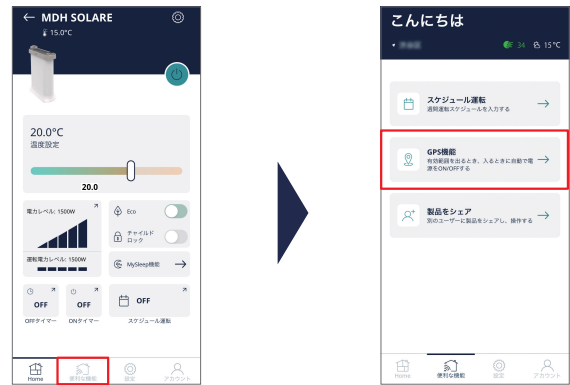 MDH SOLARE
15.0°C
20.0°C
温度設定
20.0
電力レベル: 1500W
運転電力レベル: 1500W
Eco
チャイルド
ロック
MySleep機能
OFF
OFFタイマー
OFF
ONタイマー
OFF
スケジュール運転
Home
便利な機能
設定
アカウント
こんにちは
34
15°C
スケジュール運転
週間運転スケジュールを入力する
GPS機能
有効範囲を出るとき、入るときに自動で電
源をON/OFFする
製品をシェア
別のユーザーに製品をシェアし、操作する
Home
便利な機能
設定
アカウント